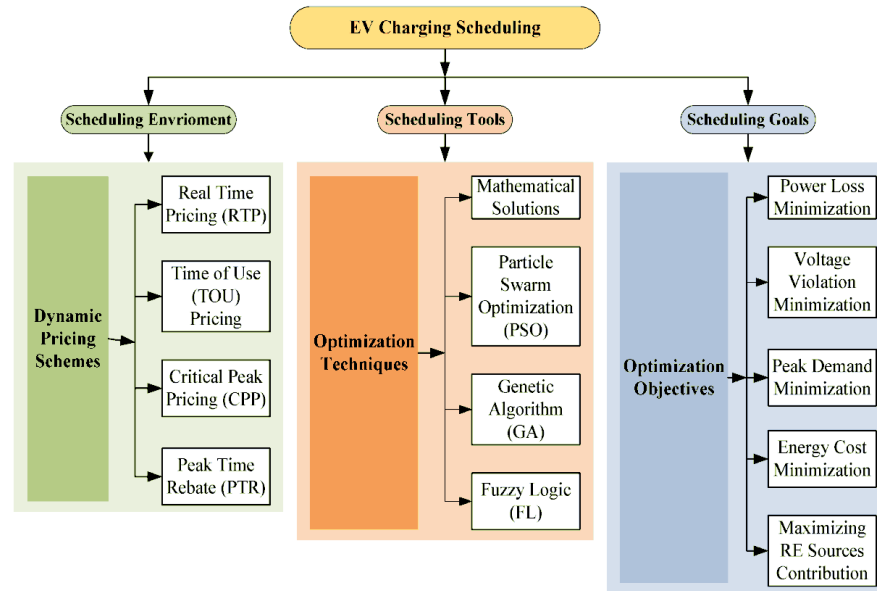 EV Charging Scheduling
Scheduling Envrioment
Scheduling Tools
Scheduling Goals
Dynamic
Pricing
Schemes
Real Time
Pricing (RTP)
Time of Use
(TOU)
Pricing
Critical Peak
Pricing (CPP)
Peak Time
Rebate (PTR)
Optimization
Techniques
Mathematical
Solutions
Particle
Swarm
Optimization
(PSO)
Genetic
Algorithm
(GA)
Fuzzy Logic
(FL)
Optimization
Objectives
Power Loss
Minimization
Voltage
Violation
Minimization
Peak Demand
Minimization
Energy Cost
Minimization
Maximizing
RE Sources
Contribution